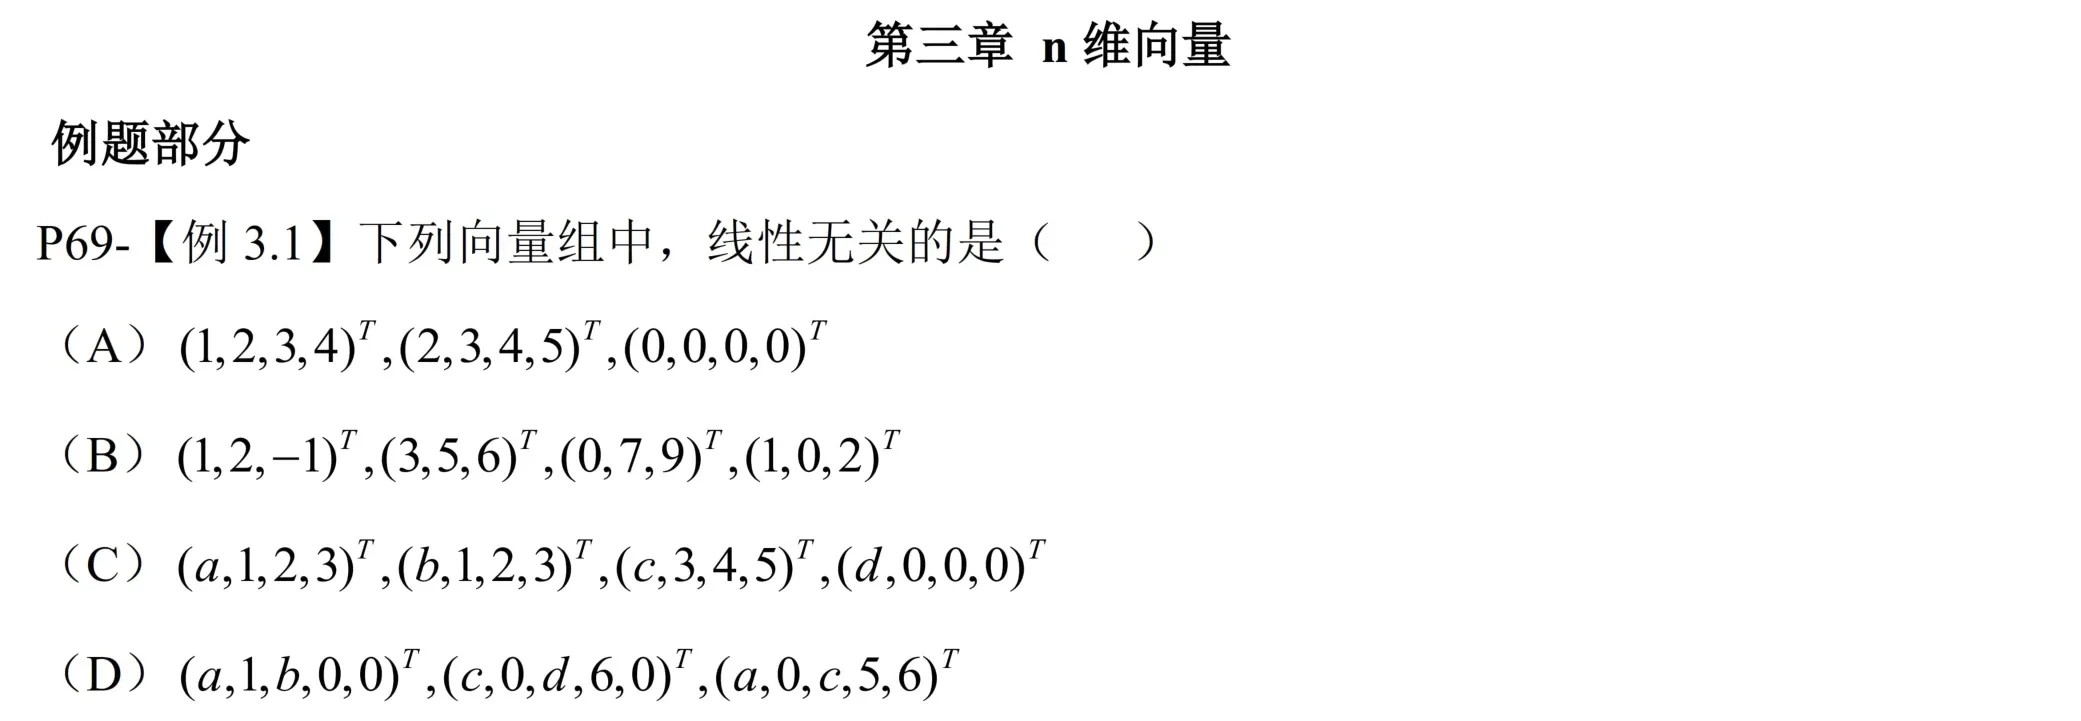 第三章 n 维向量
例题部分
P69-【例 3.1】下列向量组中，线性无关的是（ ）
（A）(1,2,3,4)^T,(2,3,4,5)^T,(0,0,0,0)^T
（B）(1,2,−1)^T,(3,5,6)^T,(0,7,9)^T,(1,0,2)^T
（C）(a,1,2,3)^T,(b,1,2,3)^T,(c,3,4,5)^T,(d,0,0,0)^T
（D）(a,1,b,0,0)^T,(c,0,d,6,0)^T,(a,0,c,5,6)^T